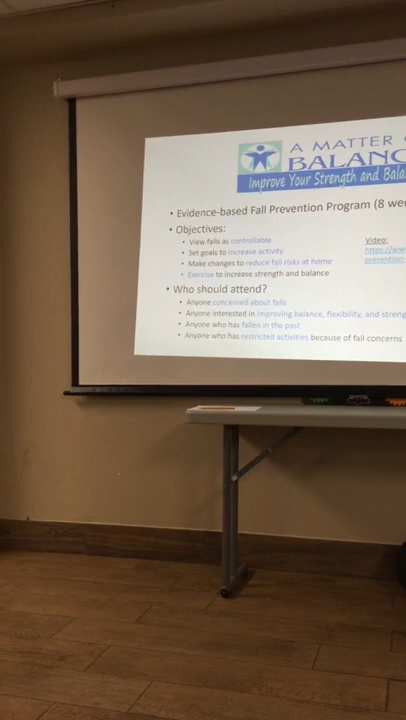 A MATTER
BALANC
Improve Your Strength and Bala
• Evidence-based Fall Prevention Program (8 wee
• Objectives:
• View falls as controllable
• Set goals to increase activity
• Make changes to reduce fall risks at home
• Exercise to increase strength and balance
Video:
https://ww
prevention-
• Who should attend?
• Anyone concerned about falls
• Anyone interested in improving balance, flexibility, and streng
• Anyone who has fallen in the past
• Anyone who has restricted activities because of fall concerns